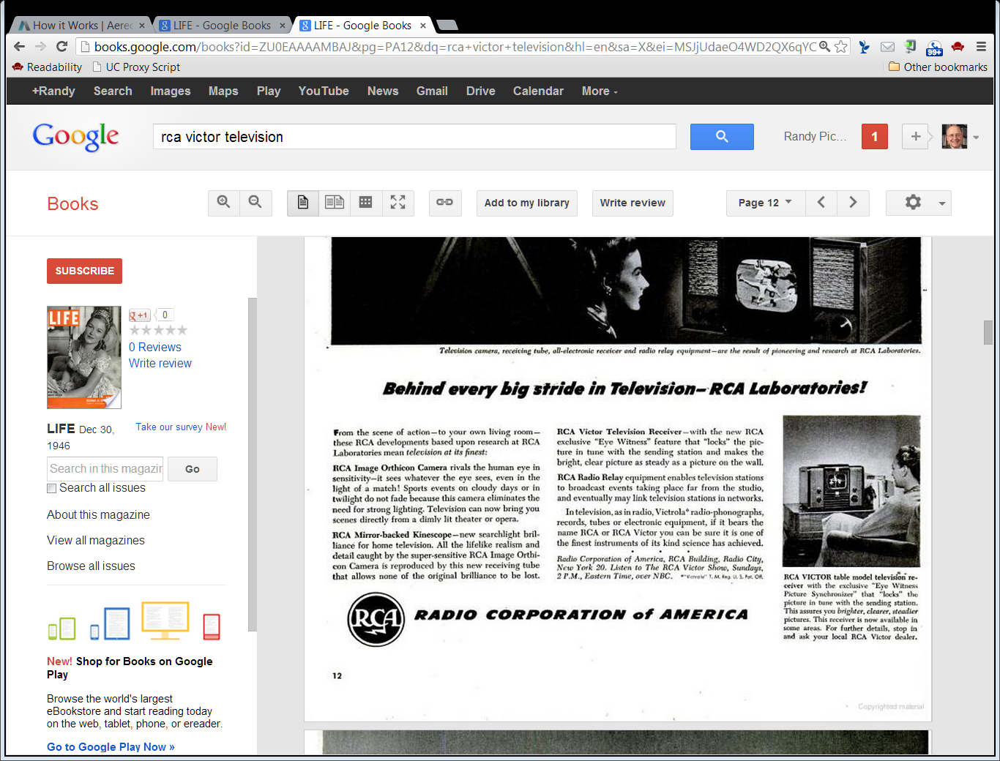 How it Works | Aerec
LIFE - Google Books
LIFE - Google Books
books.google.com/books?id=ZU0EAAAAMBAJ&pg=PA12&dq=rca+victor+television&hl=en&sa=X&ei=MSJjUdaeO4WD2QX6qYC
99+
Readability
UC Proxy Script
Other bookmarks
+Randy Search Images Maps Play YouTube News Gmail Drive Calendar More
Google
rca victor television
Randy Pic...
1
+
Books
Add to my library
Write review
Page 12
SUBSCRIBE
LIFE
g +1
0
0 Reviews
Write review
LIFE Dec 30,
1946
Take our survey New!
Search in this magazin
Go
Search all issues
About this magazine
View all magazines
Browse all issues
New! Shop for Books on Google
Play
Browse the world's largest
eBookstore and start reading today
on the web, tablet, phone, or ereader.
Go to Google Play Now »
Television camera, receiving tube, all-electronic receiver and radio relay equipment—are the result of pioneering and research at RCA Laboratories.
Behind every big stride in Television—RCA Laboratories!
From the scene of action—to your own living room—
these RCA developments based upon research at RCA
Laboratories mean television at its finest:
RCA Image Orthicon Camera rivals the human eye in
sensitivity—it sees whatever the eye sees, even in the
light of a match! Sports events on cloudy days or in
twilight do not fade because this camera eliminates the
need for strong lighting. Television can now bring you
scenes directly from a dimly lit theater or opera.
RCA Mirror-backed Kinescope—new searchlight bril-
liance for home television. All the lifelike realism and
detail caught by the super-sensitive RCA Image Orthi-
con Camera is reproduced by this new receiving tube
that allows none of the original brilliance to be lost.
RCA Victor Television Receiver—with the new RCA
exclusive "Eye Witness" feature that "locks" the pic-
ture in tune with the sending station and makes the
bright, clear picture as steady as a picture on the wall.
RCA Radio Relay equipment enables television stations
to broadcast events taking place far from the studio,
and eventually may link television stations in networks.
In television, as in radio, Victrola* radio-phonographs,
records, tubes or electronic equipment, if it bears the
name RCA or RCA Victor you can be sure it is one of
the finest instruments of its kind science has achieved.
Radio Corporation of America, RCA Building, Radio City,
New York 20. Listen to The RCA Victor Show, Sundays,
2 P.M., Eastern Time, over NBC. *"Victrola" T. M. Reg. U. S. Pat. Off.
RCA VICTOR table model television re-
ceiver with the exclusive "Eye Witness
Picture Synchronizer" that "locks" the
picture in tune with the sending station.
This assures you brighter, clearer, steadier
pictures. This receiver is now available in
some areas. For further details, stop in
and ask your local RCA Victor dealer.
RCA
RADIO CORPORATION of AMERICA
12
Copyrighted material